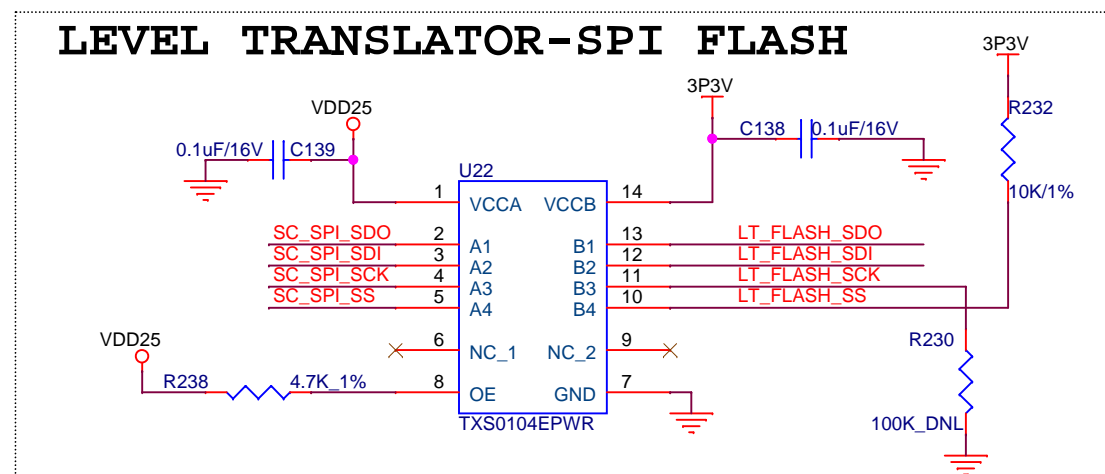 LEVEL TRANSLATOR-SPI FLASH
3P3V
3P3V
VDD25
R232
C138
0.1uF/16V
0.1uF/16V
C139
U22
10K/1%
1
VCCA
VCCB
14
SC_SPI_SDO
2
A1
B1
13
LT_FLASH_SDO
SC_SPI_SDI
3
A2
B2
12
LT_FLASH_SDI
SC_SPI_SCK
4
A3
B3
11
LT_FLASH_SCK
SC_SPI_SS
5
A4
B4
10
LT_FLASH_SS
VDD25
6
NC_1
NC_2
9
R230
R238
4.7K_1%
8
OE
GND
7
TXS0104EPWR
100K_DNL